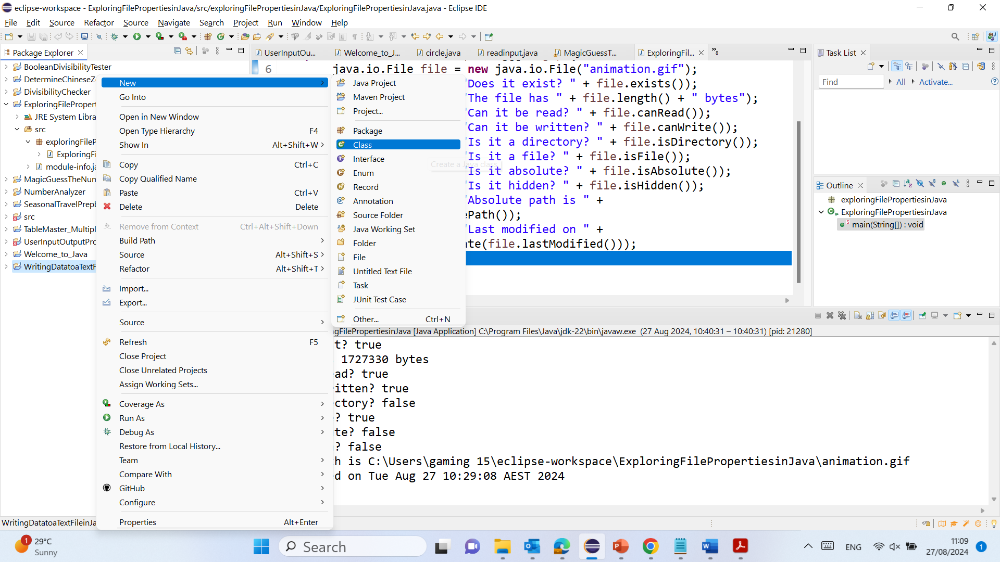 eclipse-workspace - ExploringFilePropertiesinJava/src/exploringFilePropertiesinJava/ExploringFilePropertiesinJava.java - Eclipse IDE
File Edit Source Refactor Source Navigate Search Project Run Window Help
Package Explorer
BooleanDivisibilityTester
DetermineChineseZ
DivisibilityChecker
ExploringFilePropert
JRE System Libra
src
exploringFileP
ExploringFi
module-info.ja
MagicGuessTheNum
NumberAnalyzer
SeasonalTravelPrepb
src
TableMaster_Multipl
UserInputOutputPro
Welcome_to_Java
WritingDatatoaTextF
New
Go Into
Open in New Window
Open Type Hierarchy F4
Show In Alt+Shift+W
Copy Ctrl+C
Copy Qualified Name
Paste Ctrl+V
Delete Delete
Remove from Context Ctrl+Alt+Shift+Down
Build Path
Source Alt+Shift+S
Refactor Alt+Shift+T
Import...
Export...
Source
Refresh F5
Close Project
Close Unrelated Projects
Assign Working Sets...
Coverage As
Run As
Debug As
Restore from Local History...
Team
Compare With
GitHub
Configure
Properties Alt+Enter
Java Project
Maven Project
Project...
Package
Class
Interface
Enum
Record
Annotation
Source Folder
Java Working Set
Folder
File
Untitled Text File
Task
JUnit Test Case
Other... Ctrl+N
Create a Java class
UserInputOu... Welcome_to_J... circle.java readinput.java MagicGuessT... ExploringFil... »8
6 java.io.File file = new java.io.File("animation.gif");
"Does it exist? " + file.exists());
"The file has " + file.length() + " bytes");
"Can it be read? " + file.canRead());
"Can it be written? " + file.canWrite());
"Is it a directory? " + file.isDirectory());
"Is it a file? " + file.isFile());
"Is it absolute? " + file.isAbsolute());
"Is it hidden? " + file.isHidden());
"Absolute path is " +
ePath());
"Last modified on " +
te(file.lastModified()));
gFilePropertiesinJava [Java Application] C:\Program Files\Java\jdk-22\bin\javaw.exe (27 Aug 2024, 10:40:31 – 10:40:31) [pid: 21280]
t? true
1727330 bytes
ad? true
itten? true
ctory? false
? true
te? false
? false
h is C:\Users\gaming 15\eclipse-workspace\ExploringFilePropertiesinJava\animation.gif
d on Tue Aug 27 10:29:08 AEST 2024
Task List
Find All Activate...
Outline
exploringFilePropertiesinJava
ExploringFilePropertiesinJava
main(String[]) : void
WritingDatatoaTextFileinJa
1
29°C
Sunny
Search
ENG
11:09
27/08/2024
1